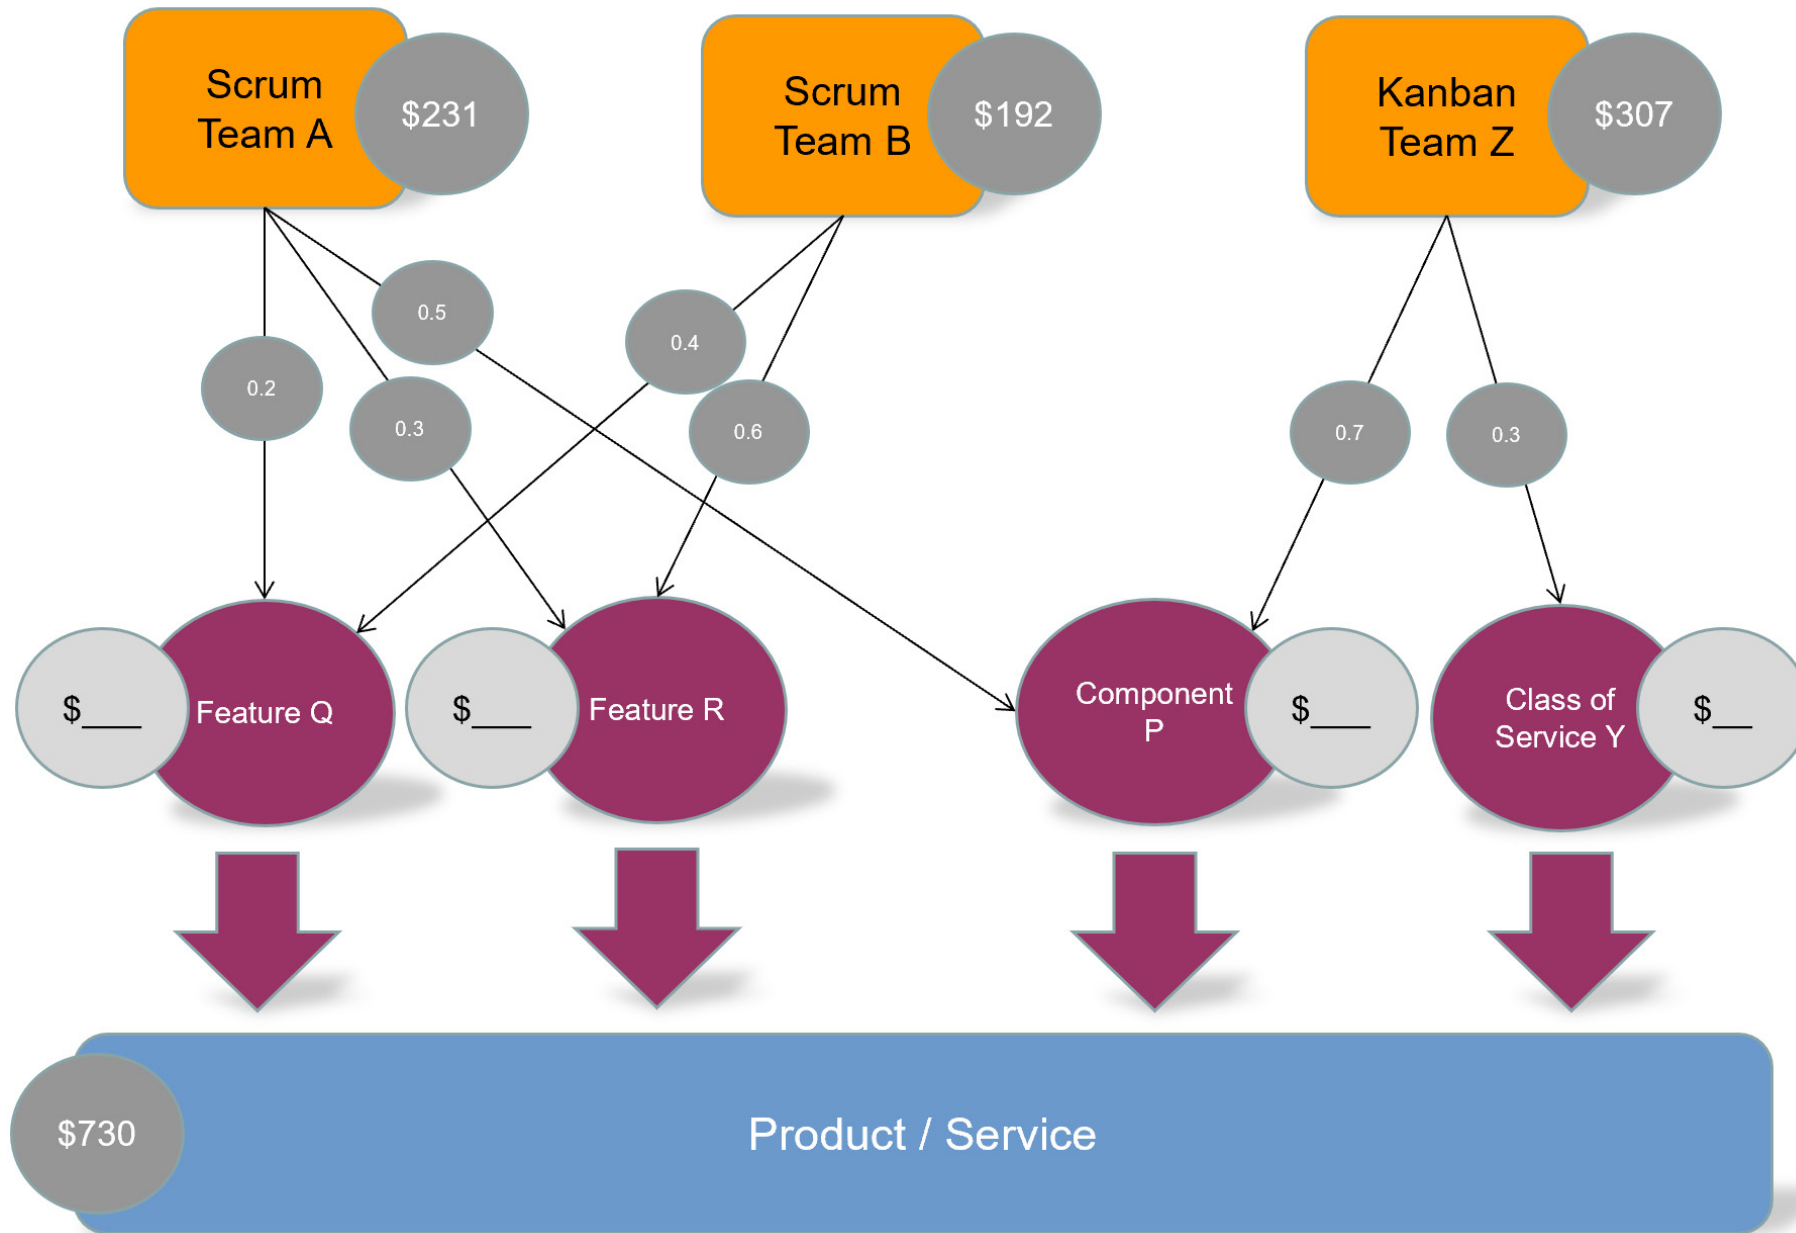 Scrum
Team A
$231
Scrum
Team B
$192
Kanban
Team Z
$307
0.5
0.4
0.2
0.3
0.6
0.7
0.3
$___
Feature Q
$___
Feature R
Component
P
$___
Class of
Service Y
$__
$730
Product / Service